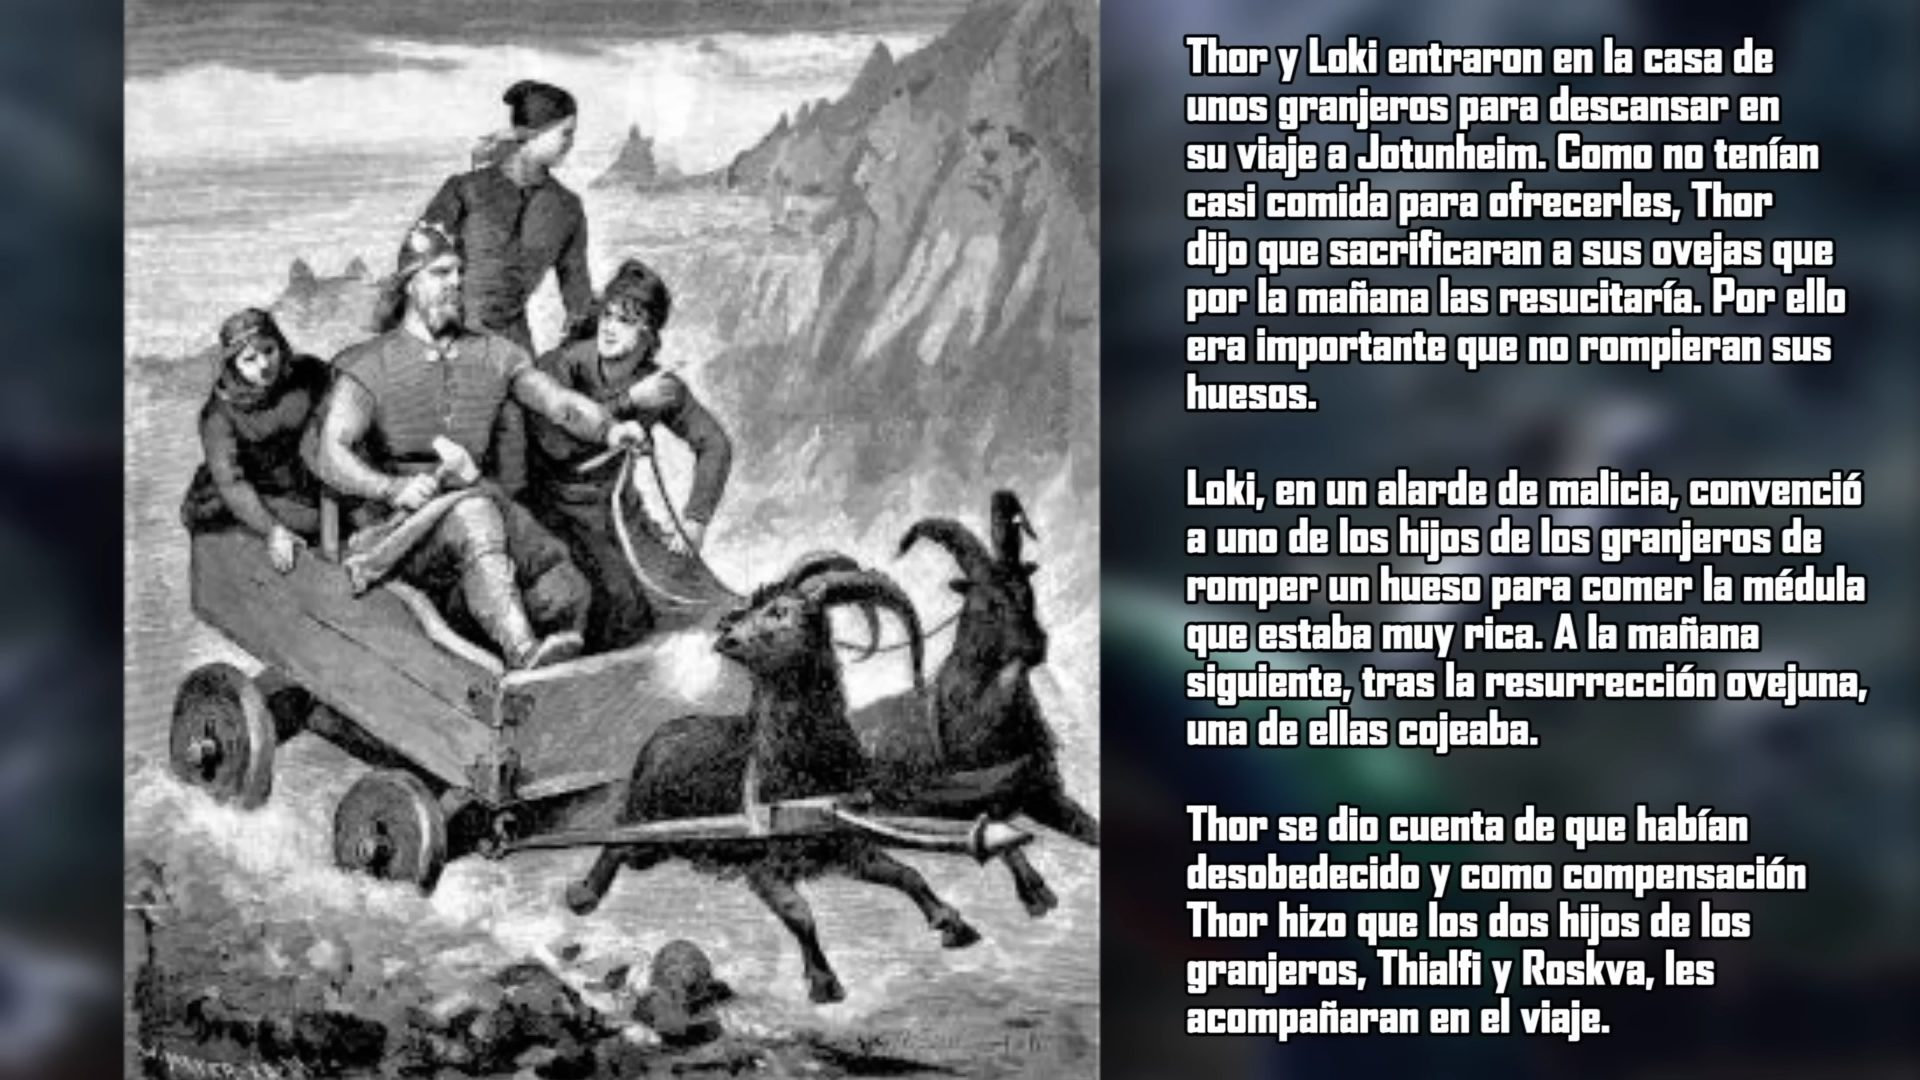 Thor y Loki entraron en la casa de
unos granjeros para descansar en
su viaje a Jotunheim. Como no tenían
casi comida para ofrecerles, Thor
dijo que sacrificaran a sus ovejas que
por la mañana las resucitaría. Por ello
era importante que no rompieran sus
huesos.
Loki, en un alarde de malicia, convenció
a uno de los hijos de los granjeros de
romper un hueso para comer la médula
que estaba muy rica. A la mañana
siguiente, tras la resurrección ovejuna,
una de ellas cojeaba.
Thor se dio cuenta de que habían
desobedecido y como compensación
Thor hizo que los dos hijos de los
granjeros, Thialfi y Roskva, les
acompañaran en el viaje.